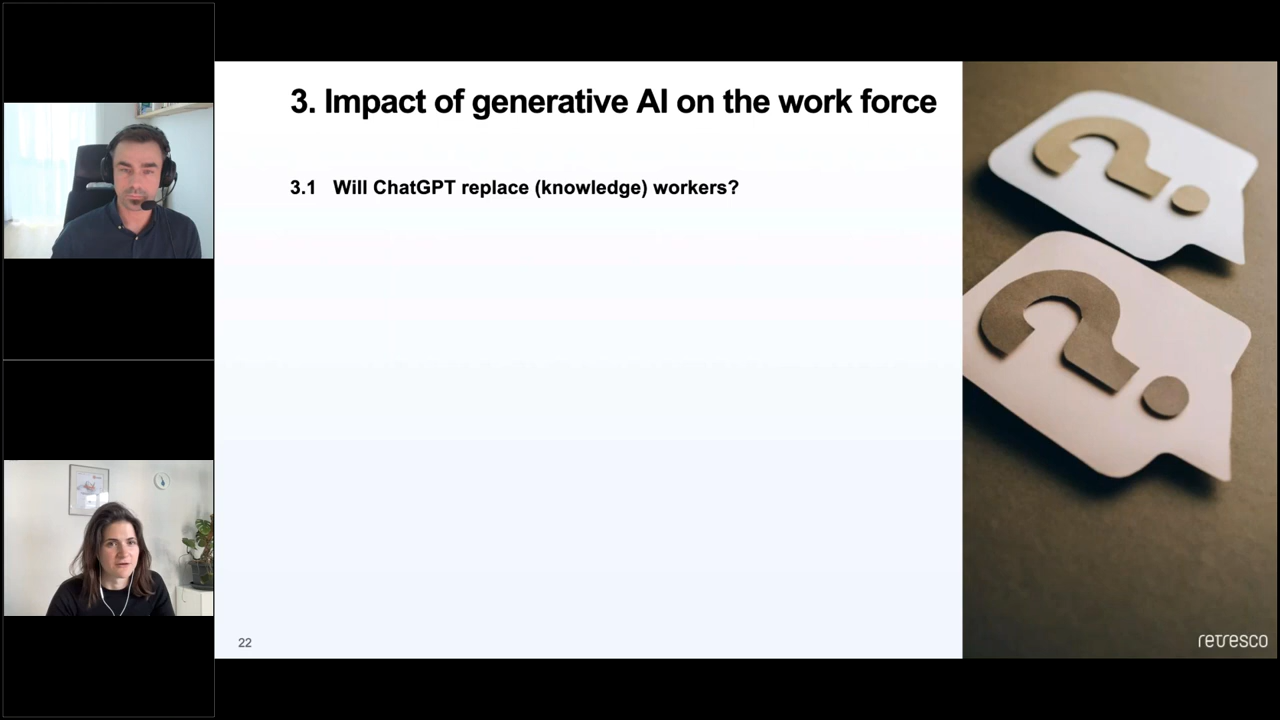 3. Impact of generative AI on the work force
3.1 Will ChatGPT replace (knowledge) workers?
22
retresco